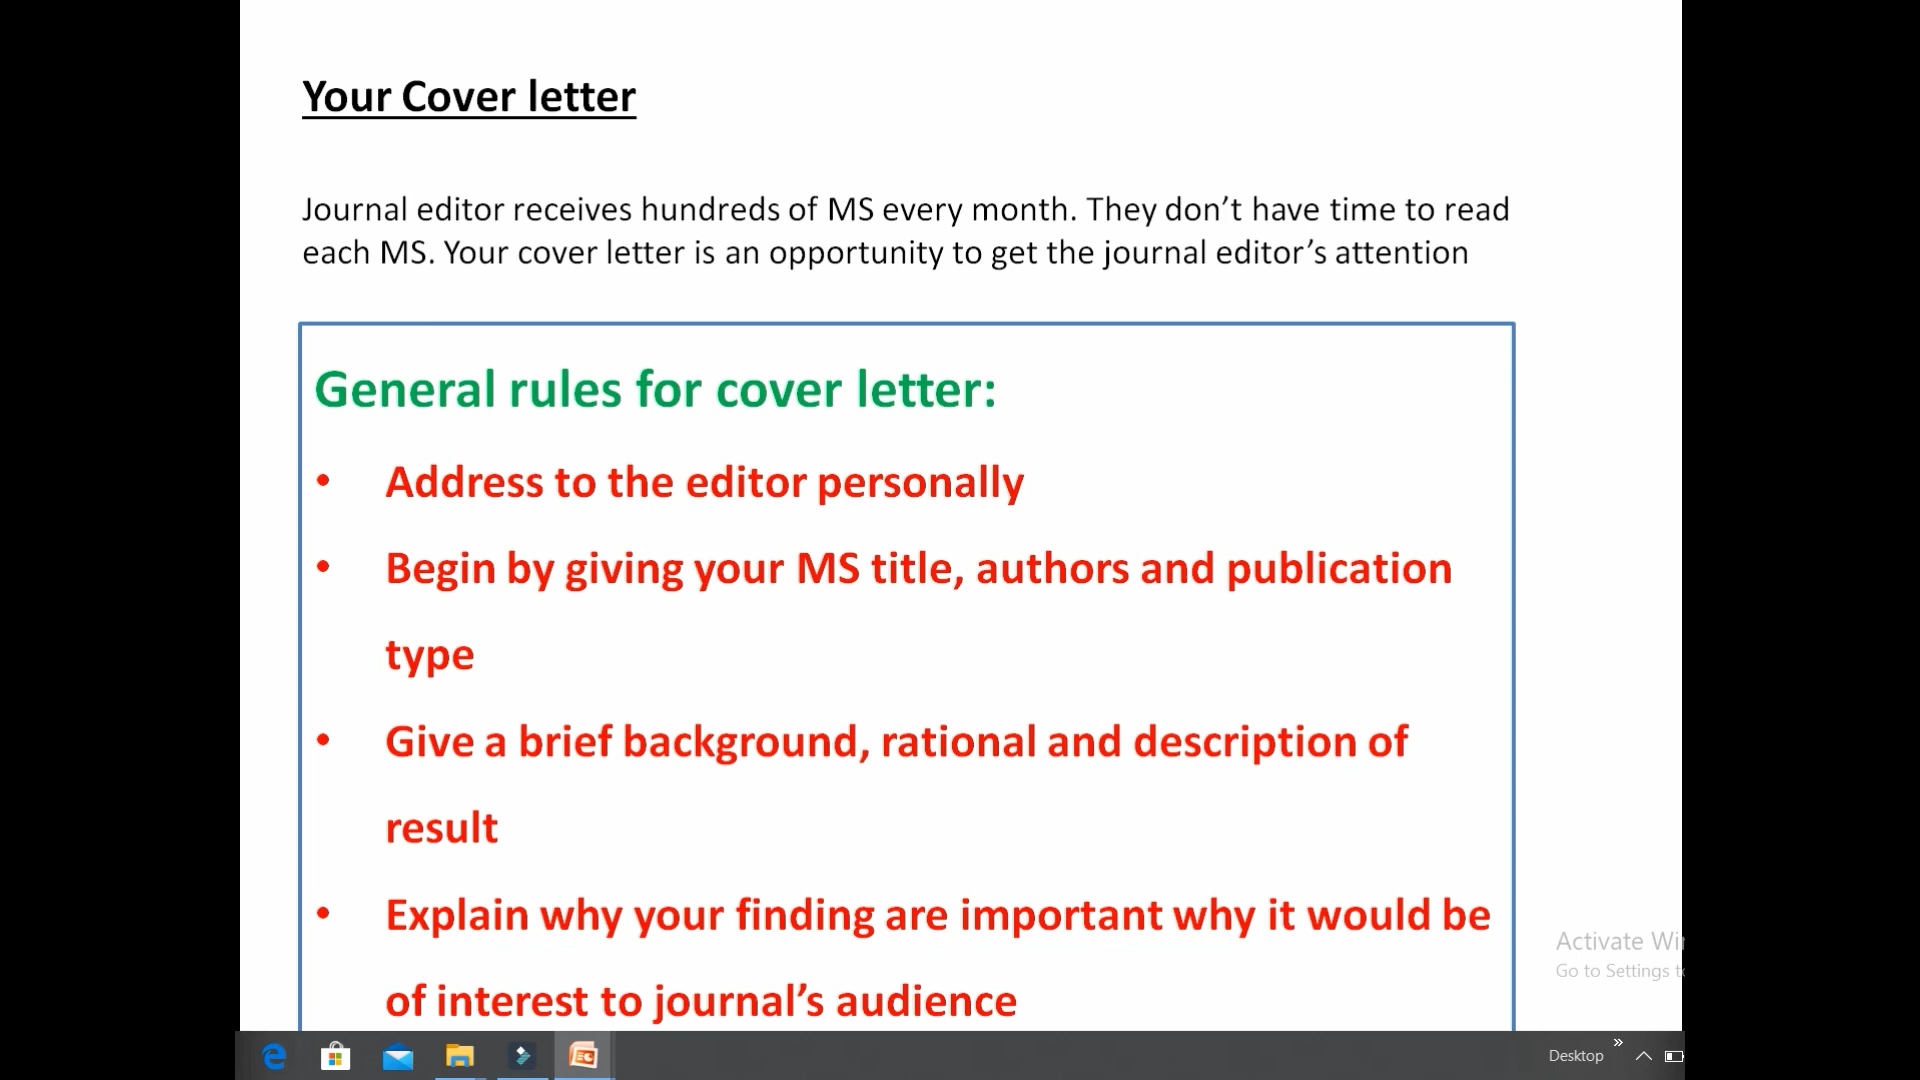 Your Cover letter
Journal editor receives hundreds of MS every month. They don’t have time to read
each MS. Your cover letter is an opportunity to get the journal editor’s attention
General rules for cover letter:
• Address to the editor personally
• Begin by giving your MS title, authors and publication
type
• Give a brief background, rational and description of
result
• Explain why your finding are important why it would be
of interest to journal’s audience
Activate Wi
Go to Settings t
Desktop